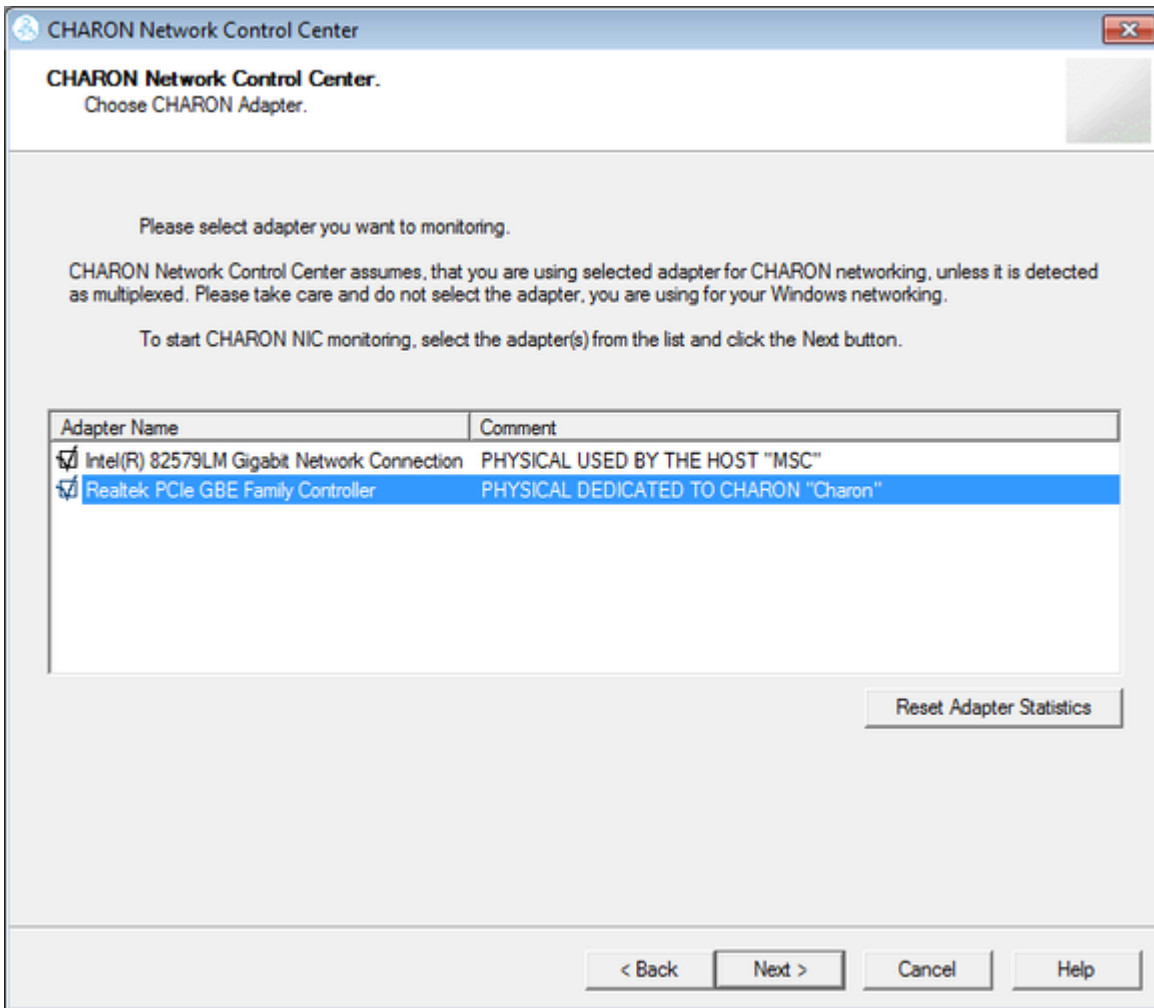 CHARON Network Control Center
CHARON Network Control Center.
Choose CHARON Adapter.
Please select adapter you want to monitoring.
CHARON Network Control Center assumes, that you are using selected adapter for CHARON networking, unless it is detected
as multiplexed. Please take care and do not select the adapter, you are using for your Windows networking.
To start CHARON NIC monitoring, select the adapter(s) from the list and click the Next button.
Adapter Name Comment
Intel(R) 82579LM Gigabit Network Connection PHYSICAL USED BY THE HOST "MSC"
Realtek PCIe GBE Family Controller PHYSICAL DEDICATED TO CHARON "Charon"
Reset Adapter Statistics
< Back Next > Cancel Help